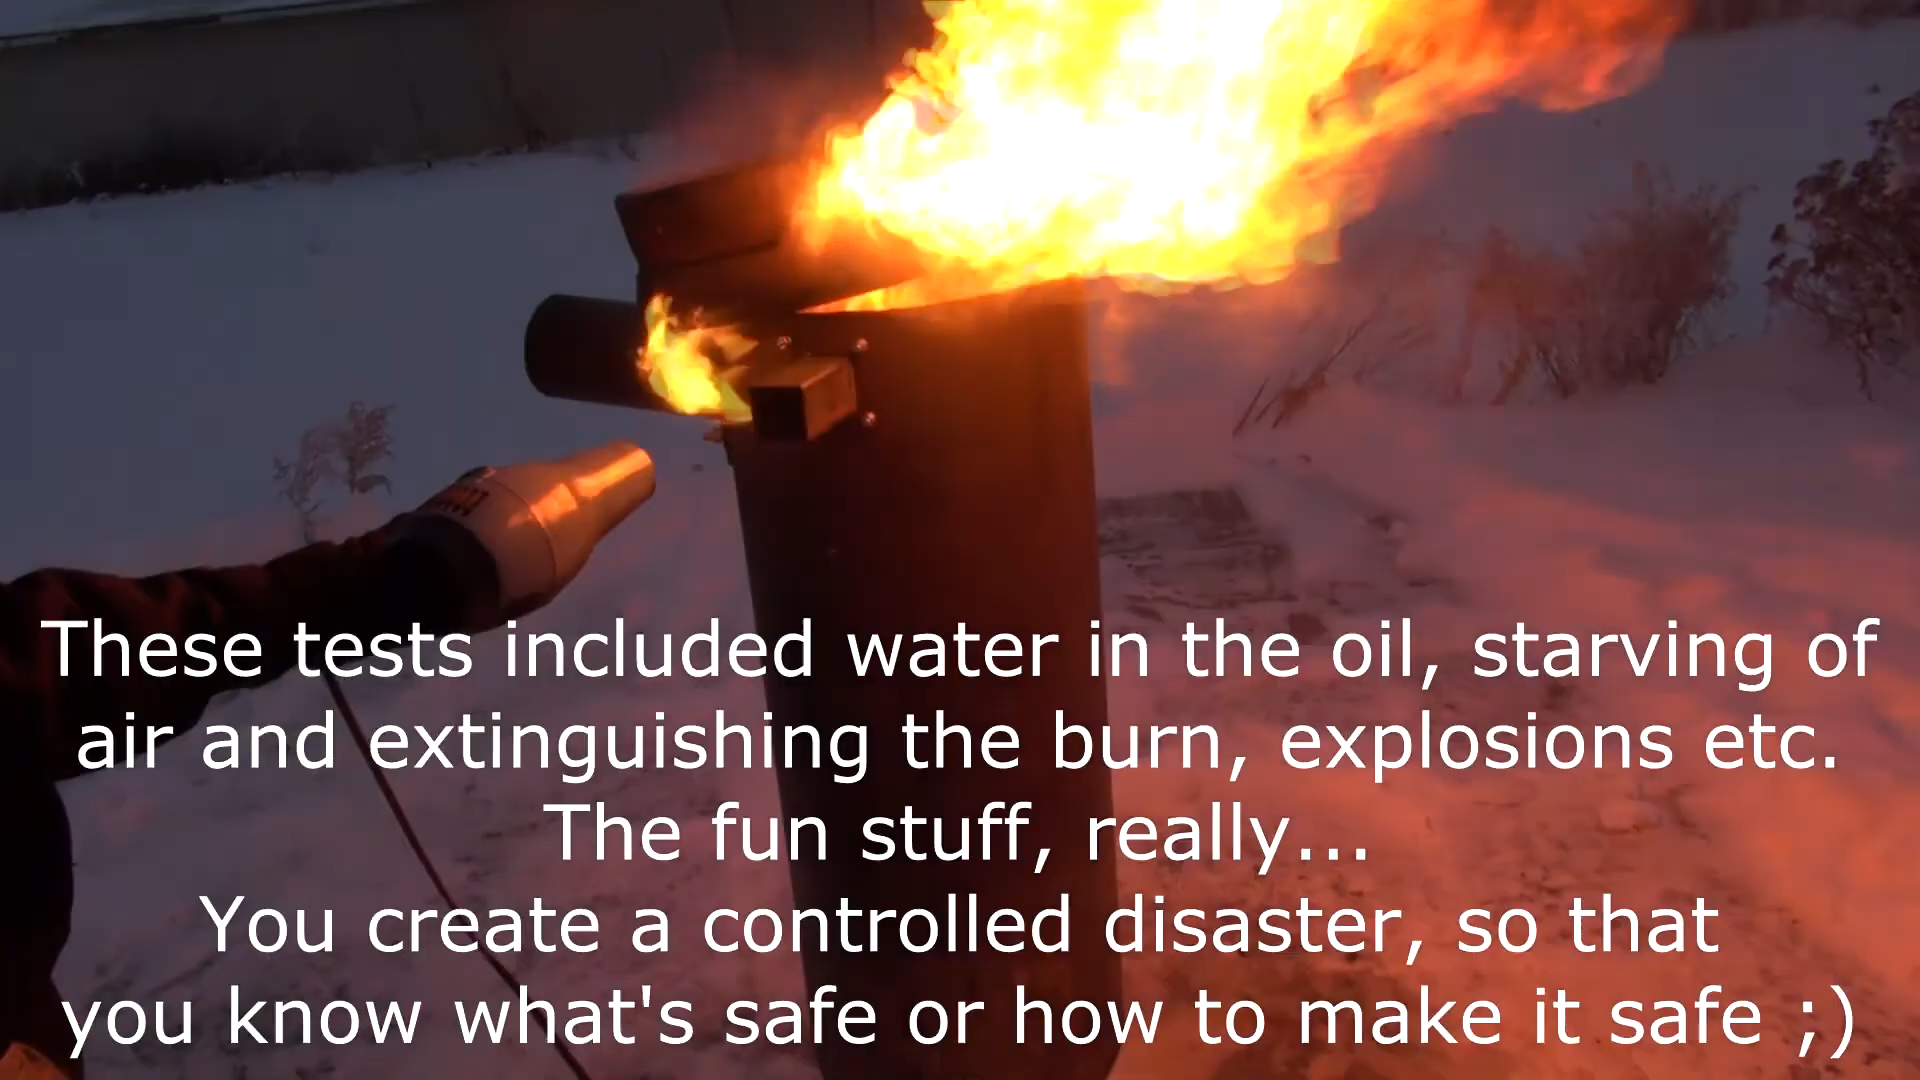 These tests included water in the oil, starving of
air and extinguishing the burn, explosions etc.
The fun stuff, really...
You create a controlled disaster, so that
you know what's safe or how to make it safe ;)